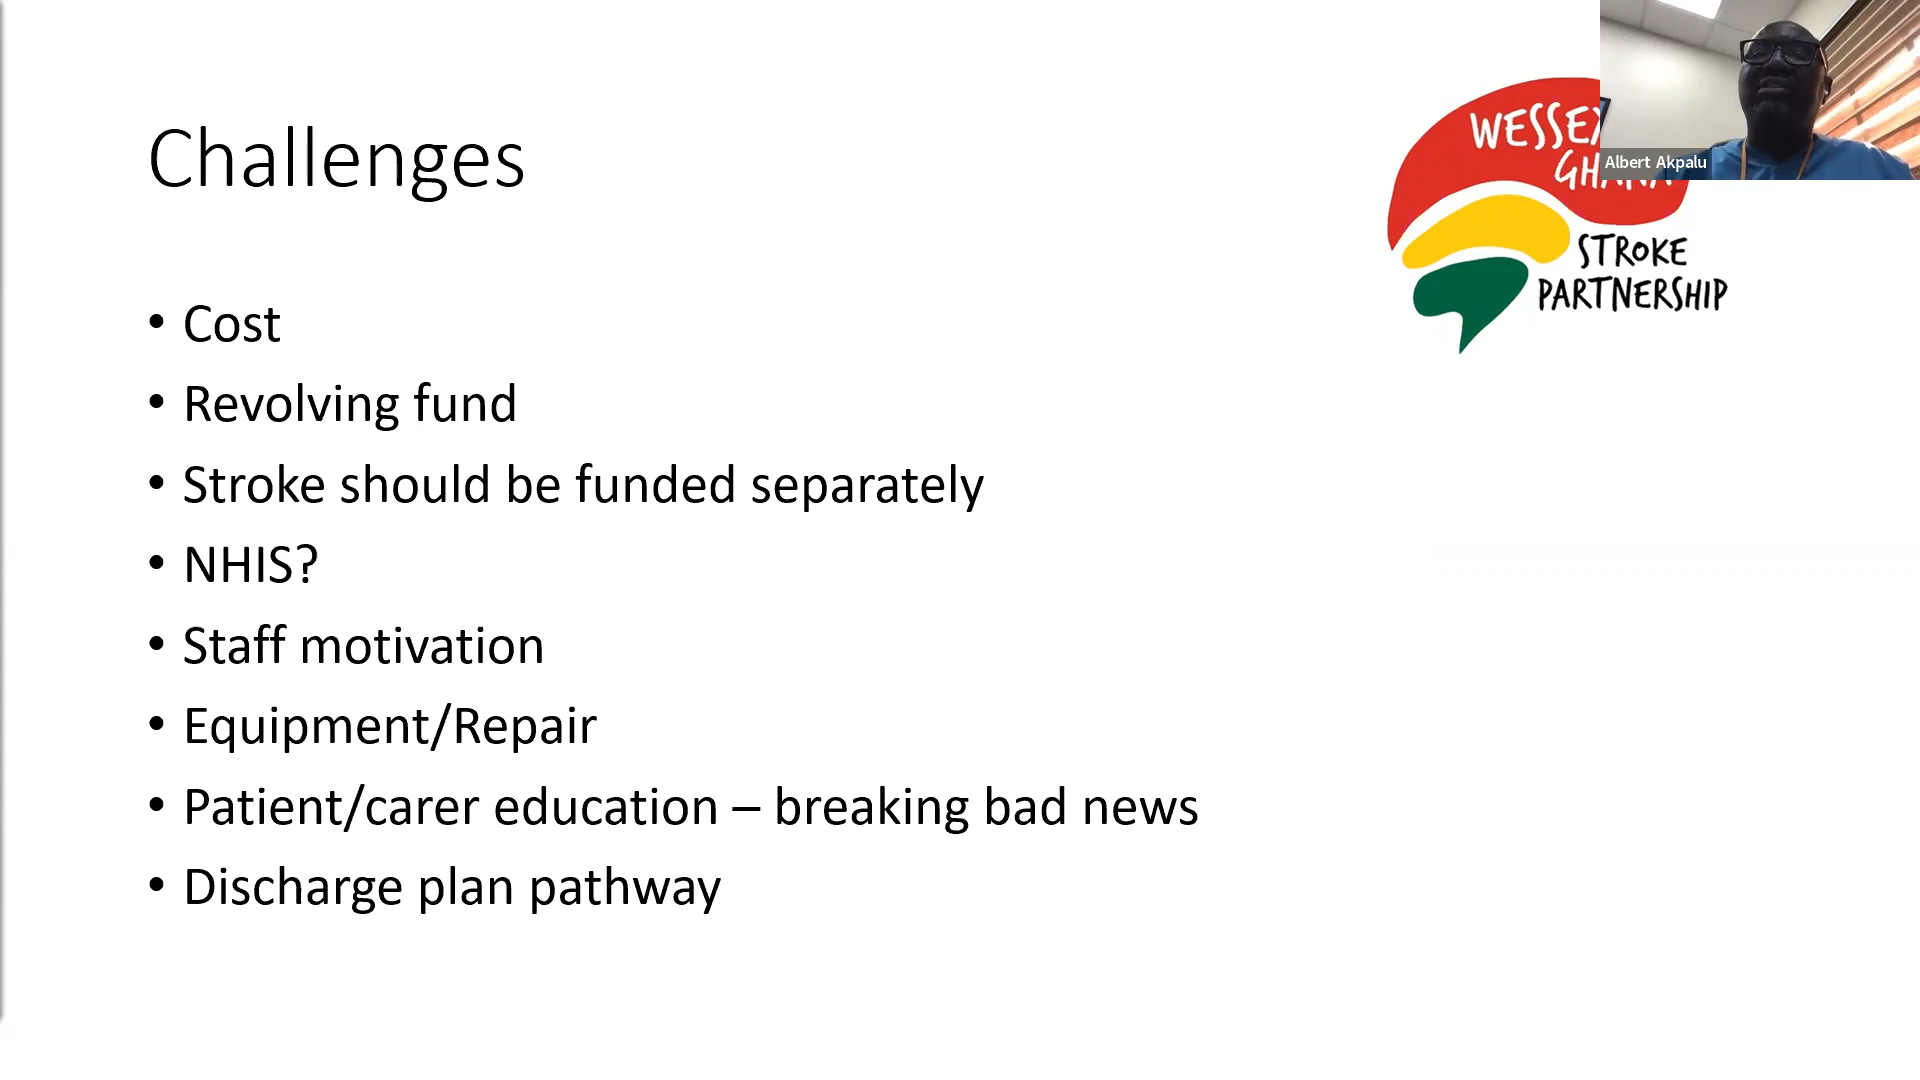 Challenges
• Cost
• Revolving fund
• Stroke should be funded separately
• NHIS?
• Staff motivation
• Equipment/Repair
• Patient/carer education – breaking bad news
• Discharge plan pathway
WESSEX
GHANA
STROKE
PARTNERSHIP
Albert Akpalu